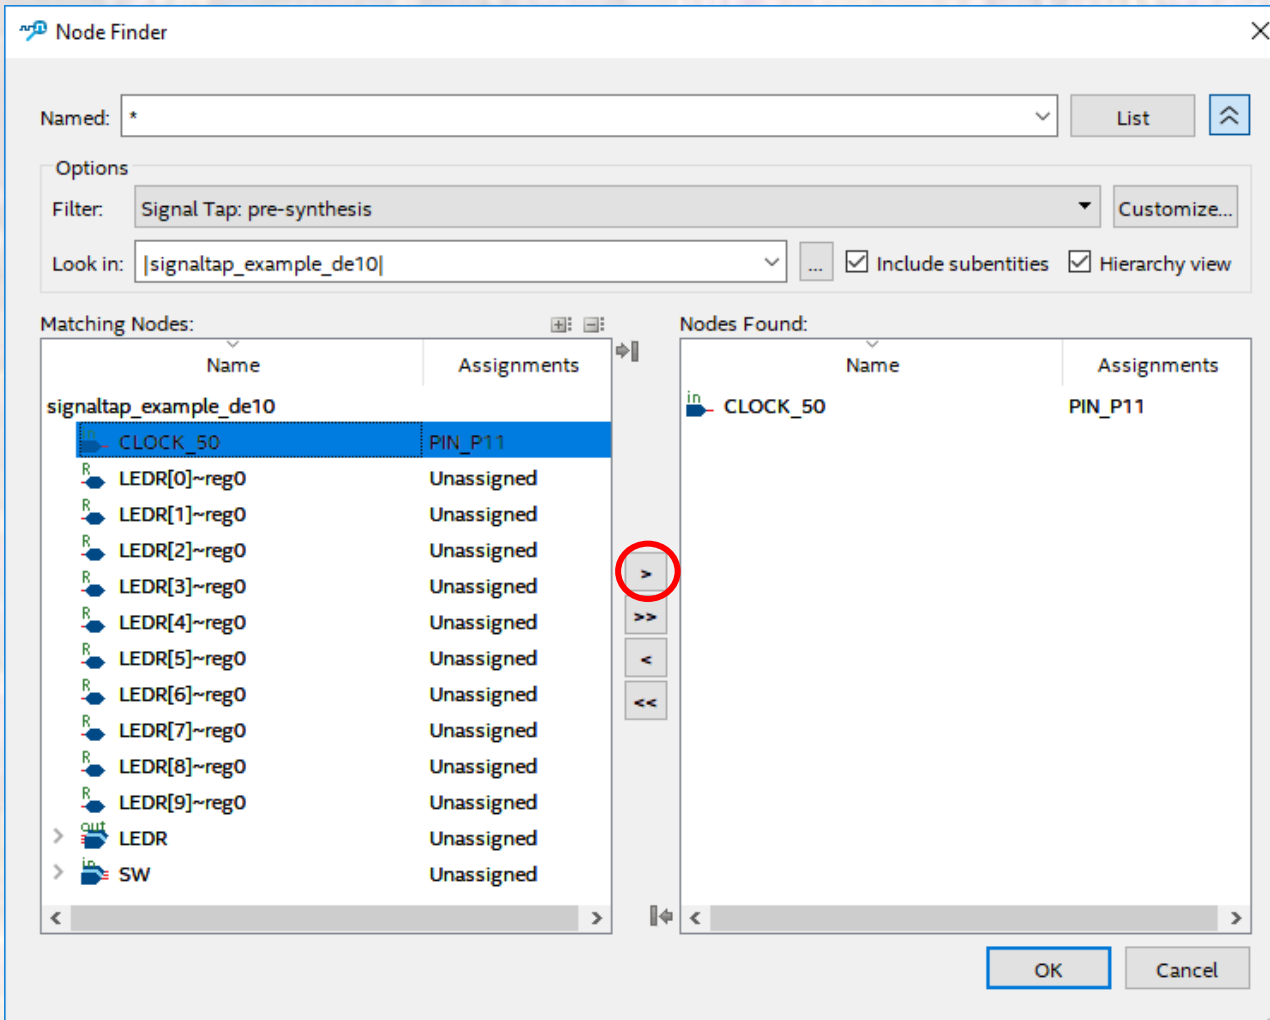 Node Finder
Named: * List
Options
Filter: Signal Tap: pre-synthesis Customize...
Look in: |signaltap_example_de10| ... Include subentities Hierarchy view
Matching Nodes: Nodes Found:
Name Assignments Name Assignments
signaltap_example_de10 in CLOCK_50 PIN_P11
in CLOCK_50 PIN_P11
R LEDR[0]~reg0 Unassigned
R LEDR[1]~reg0 Unassigned
R LEDR[2]~reg0 Unassigned
R LEDR[3]~reg0 Unassigned
>
R LEDR[4]~reg0 Unassigned
>>
R LEDR[5]~reg0 Unassigned
<
R LEDR[6]~reg0 Unassigned
<<
R LEDR[7]~reg0 Unassigned
R LEDR[8]~reg0 Unassigned
R LEDR[9]~reg0 Unassigned
out LEDR Unassigned
in SW Unassigned
OK Cancel